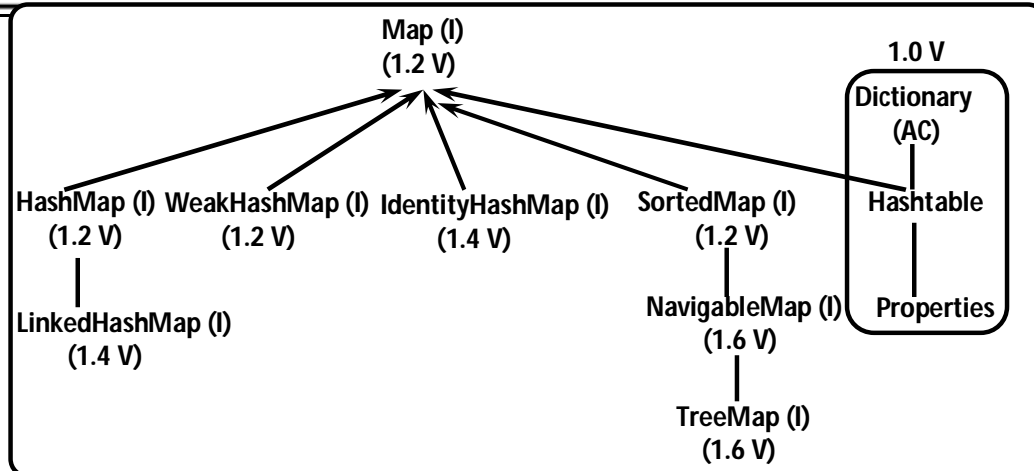 Map (I)
(1.2 V)
1.0 V
Dictionary
(AC)
HashMap (I)
(1.2 V)
WeakHashMap (I)
(1.2 V)
IdentityHashMap (I)
(1.4 V)
SortedMap (I)
(1.2 V)
Hashtable
LinkedHashMap (I)
(1.4 V)
NavigableMap (I)
(1.6 V)
Properties
TreeMap (I)
(1.6 V)